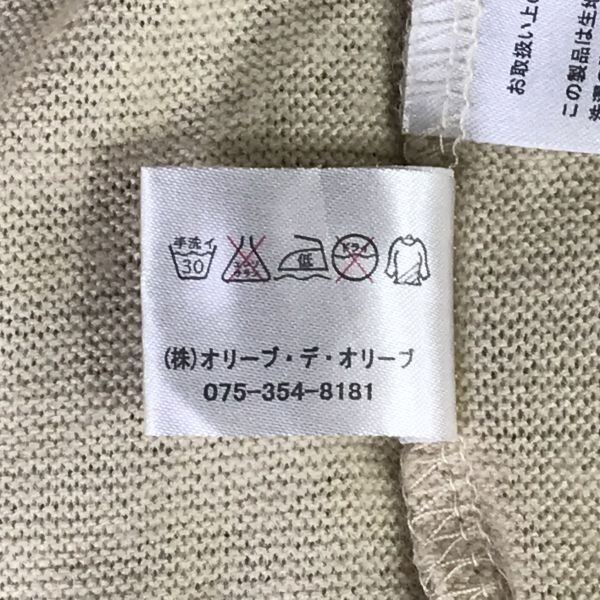 お取扱い上の
この製品は生地
手洗イ
30
低
ドライ
(株)オリーブ・デ・オリーブ
075-354-8181